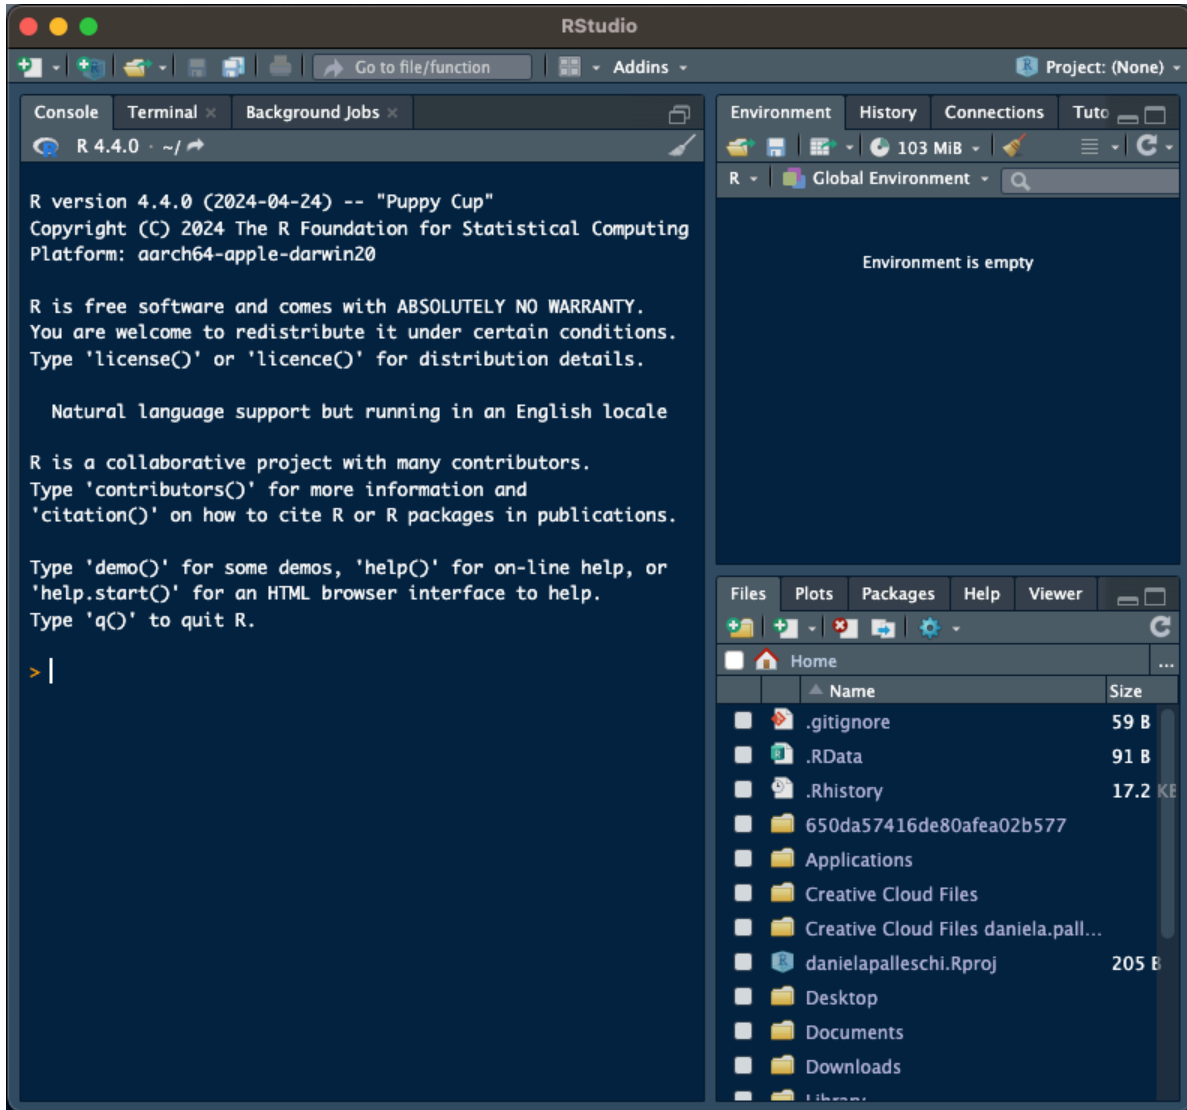 RStudio
Go to file/function
Addins
Project: (None)
Console Terminal Background Jobs
R 4.4.0 · ~/
R version 4.4.0 (2024-04-24) -- "Puppy Cup"
Copyright (C) 2024 The R Foundation for Statistical Computing
Platform: aarch64-apple-darwin20
R is free software and comes with ABSOLUTELY NO WARRANTY.
You are welcome to redistribute it under certain conditions.
Type 'license()' or 'licence()' for distribution details.
Natural language support but running in an English locale
R is a collaborative project with many contributors.
Type 'contributors()' for more information and
'citation()' on how to cite R or R packages in publications.
Type 'demo()' for some demos, 'help()' for on-line help, or
'help.start()' for an HTML browser interface to help.
Type 'q()' to quit R.
>
Environment History Connections Tuto
103 MiB
R Global Environment
Environment is empty
Files Plots Packages Help Viewer
Home ...
Name Size
.gitignore 59 B
.RData 91 B
.Rhistory 17.2 KB
650da57416de80afea02b577
Applications
Creative Cloud Files
Creative Cloud Files daniela.pall...
danielapalleschi.Rproj 205 B
Desktop
Documents
Downloads